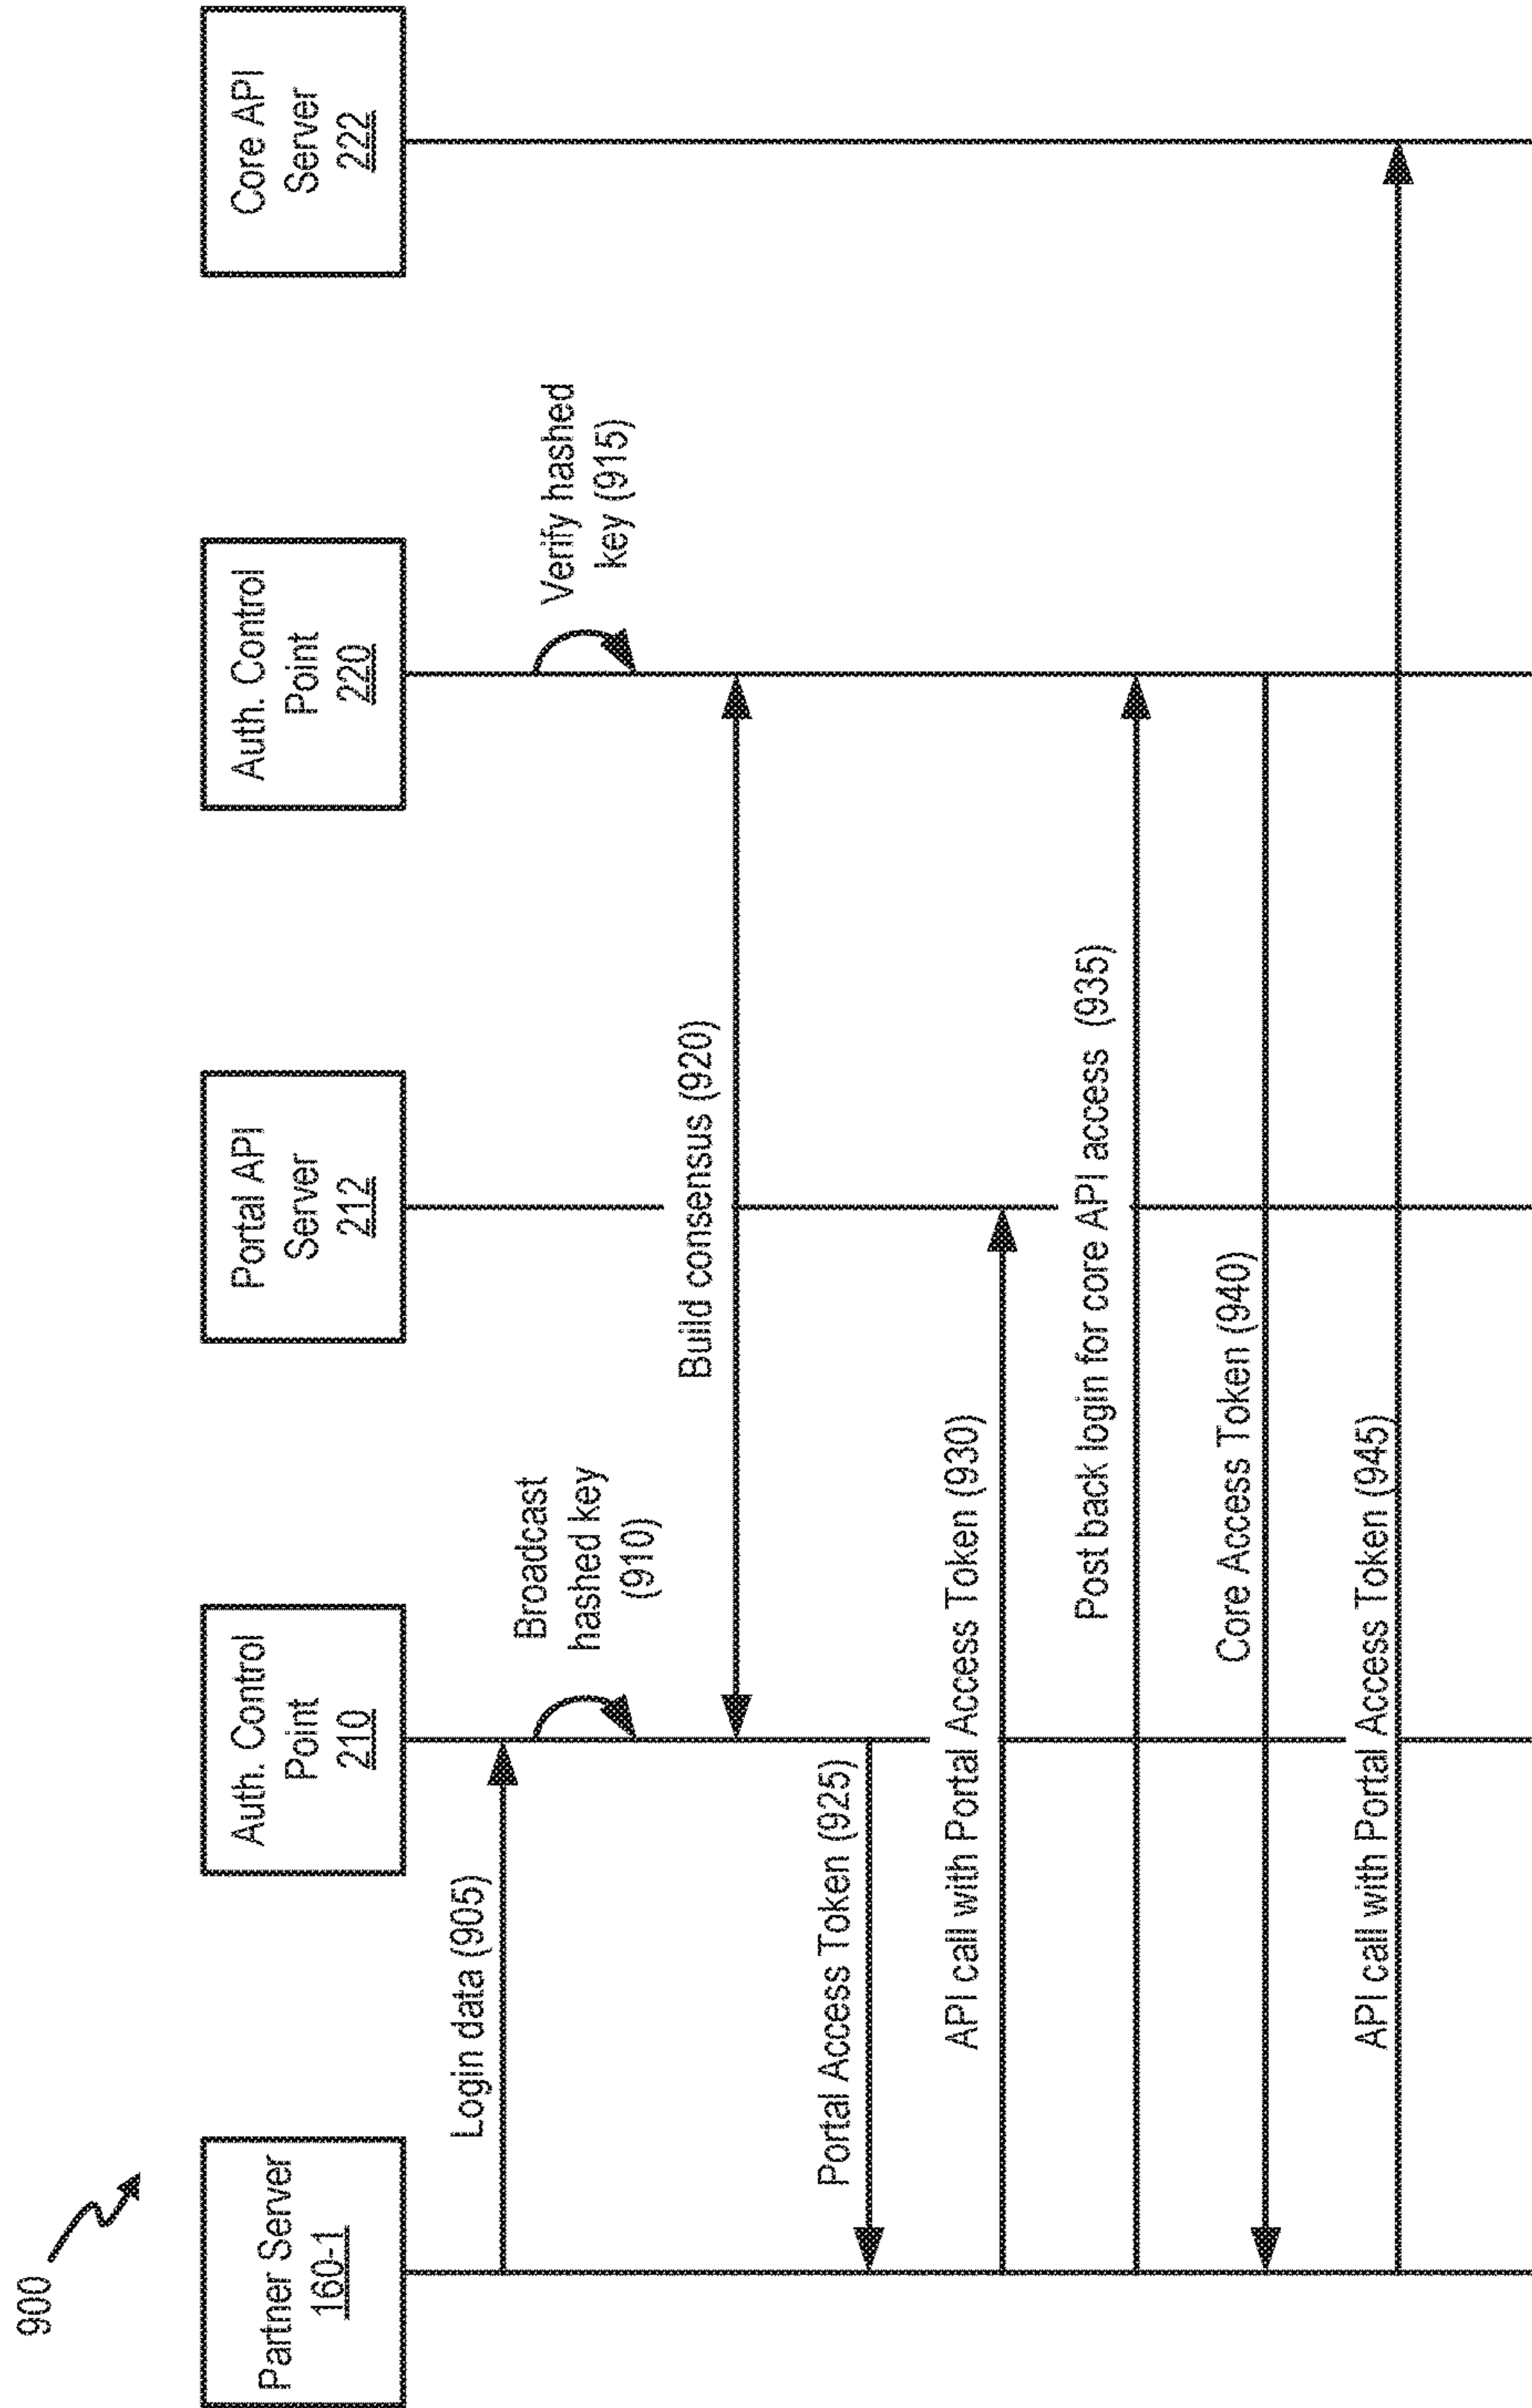 900
Partner Server
160-1
Auth. Control
Point
210
Portal API
Server
212
Auth. Control
Point
220
Core API
Server
222
Login data (905)
Broadcast
hashed key
(910)
Verify hashed
key (915)
Build consensus (920)
Portal Access Token (925)
API call with Portal Access Token (930)
Post back login for core API access (935)
Core Access Token (940)
API call with Portal Access Token (945)